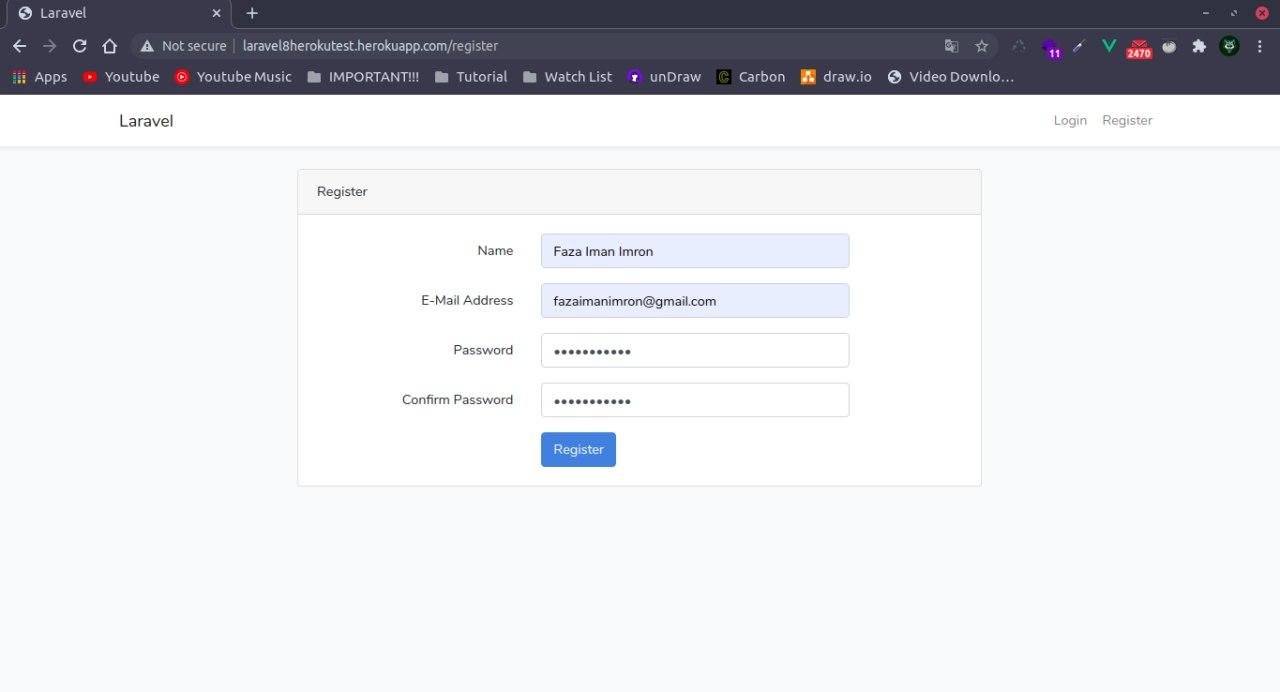 Laravel
Not secure | laravel8herokutest.herokuapp.com/register
11
2470
Apps Youtube Youtube Music IMPORTANT!!! Tutorial Watch List unDraw Carbon draw.io Video Downlo...
Laravel Login Register
Register
Name Faza Iman Imron
E-Mail Address fazaimanimron@gmail.com
Password •••••••••••
Confirm Password •••••••••••
Register